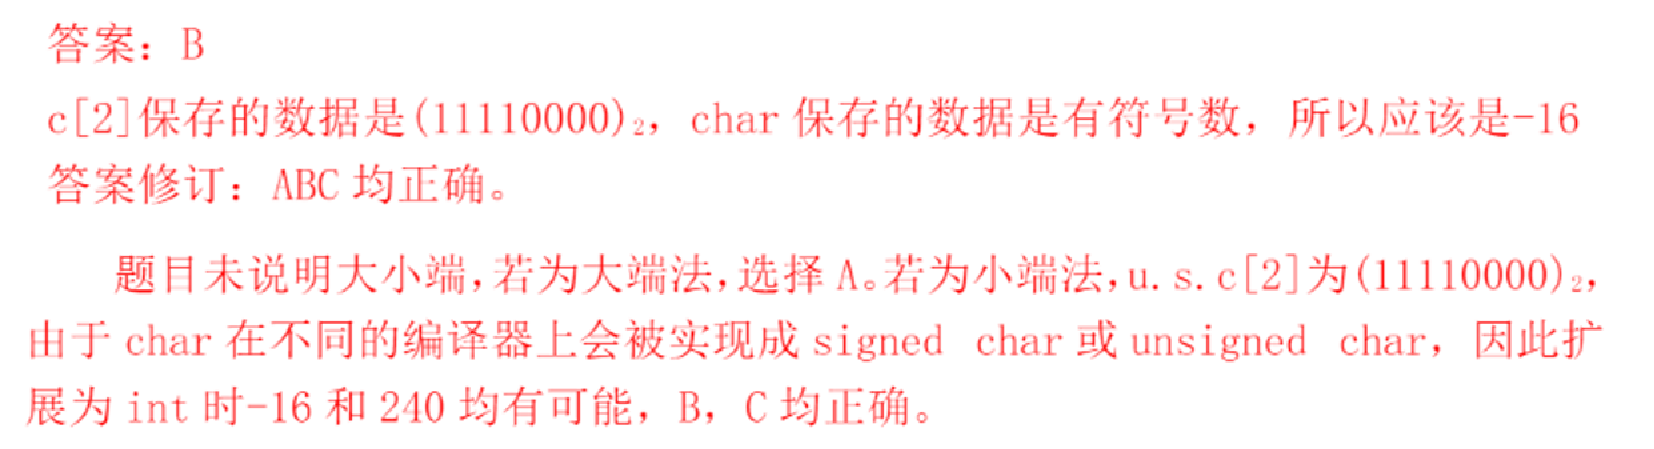 答案：B
c[2]保存的数据是(11110000)₂，char 保存的数据是有符号数，所以应该是-16
答案修订：ABC 均正确。
题目未说明大小端,若为大端法,选择 A。若为小端法,u.s.c[2]为(11110000)₂，
由于 char 在不同的编译器上会被实现成 signed char 或 unsigned char，因此扩
展为 int 时-16 和 240 均有可能，B，C 均正确。